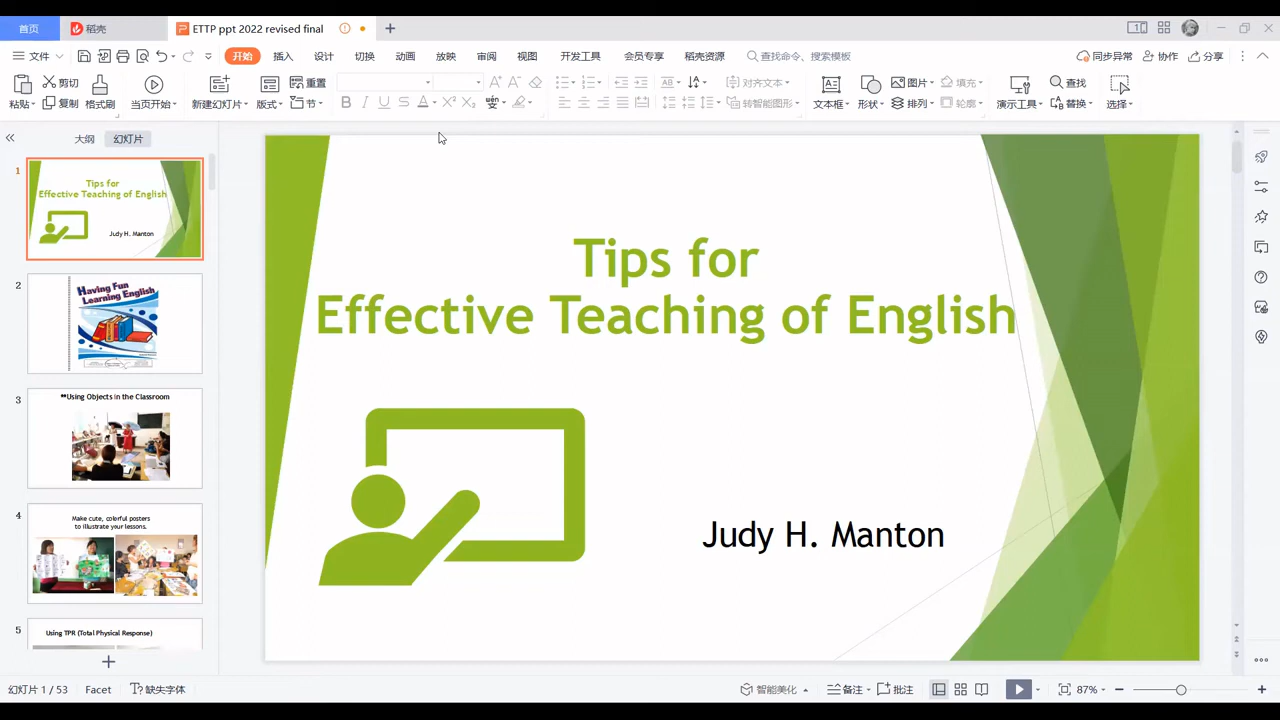 首页
稻壳
ETTP ppt 2022 revised final
文件
开始
插入
设计
切换
动画
放映
审阅
视图
开发工具
会员专享
稻壳资源
查找命令、搜索模板
同步异常
协作
分享
粘贴
剪切
复制
格式刷
当页开始
新建幻灯片
版式
重置
节
对齐文本
转智能图形
文本框
形状
图片
排列
填充
轮廓
演示工具
查找
替换
选择
大纲
幻灯片
1
Tips for
Effective Teaching of English
Judy H. Manton
2
Having Fun
Learning English
3
**Using Objects in the Classroom
4
Make cute, colorful posters
to illustrate your lessons.
5
Using TPR (Total Physical Response)
Tips for
Effective Teaching of English
Judy H. Manton
幻灯片 1 / 53
Facet
缺失字体
智能美化
备注
批注
87%